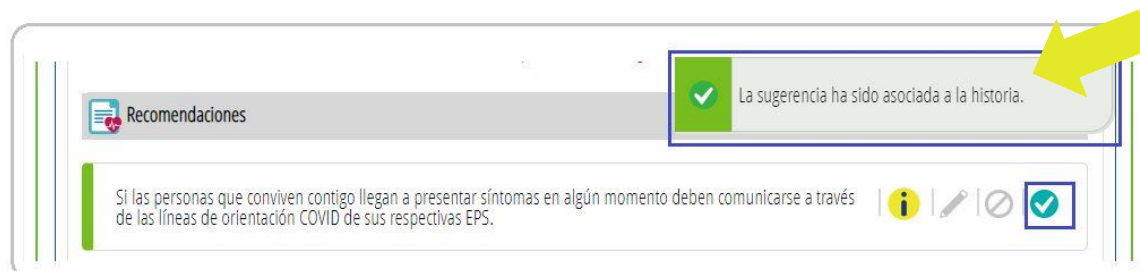 La sugerencia ha sido asociada a la historia.
Recomendaciones
Si las personas que conviven contigo llegan a presentar síntomas en algún momento deben comunicarse a través
de las líneas de orientación COVID de sus respectivas EPS.